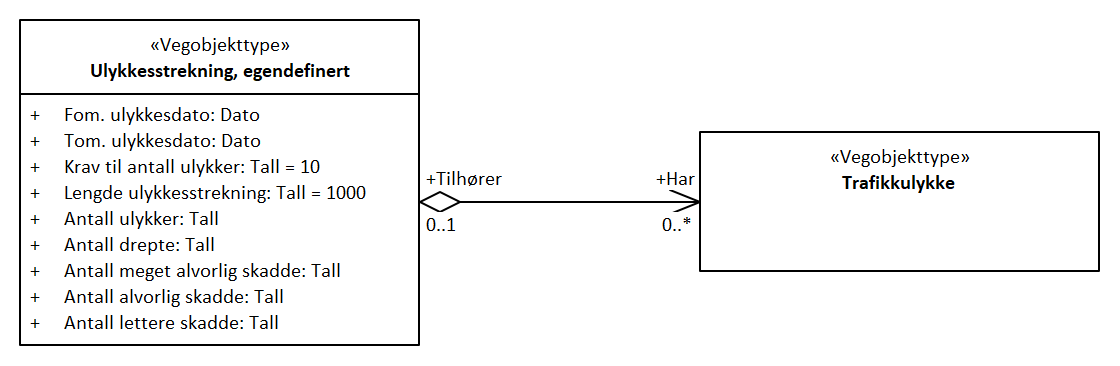 «Vegobjekttype»
Ulykkesstrekning, egendefinert
+ Fom. ulykkesdato: Dato
+ Tom. ulykkesdato: Dato
+ Krav til antall ulykker: Tall = 10
+ Lengde ulykkesstrekning: Tall = 1000
+ Antall ulykker: Tall
+ Antall drepte: Tall
+ Antall meget alvorlig skadde: Tall
+ Antall alvorlig skadde: Tall
+ Antall lettere skadde: Tall
+Tilhører
0..1
+Har
0..*
«Vegobjekttype»
Trafikkulykke